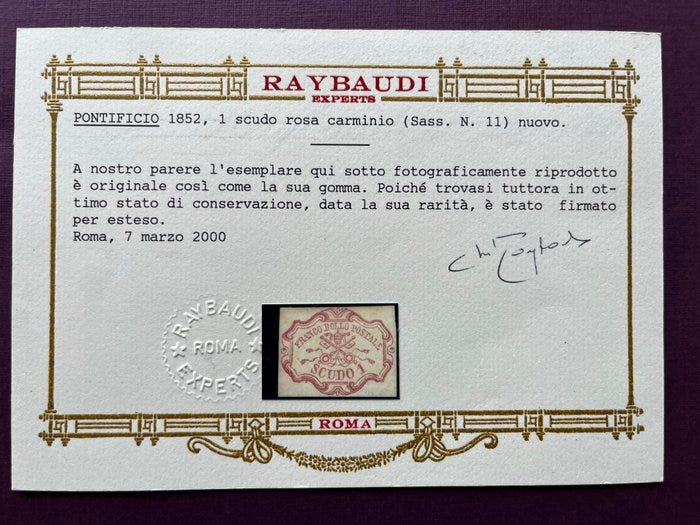 RAYBAUDI
EXPERTS
PONTIFICIO 1852, 1 scudo rosa carminio (Sass. N. 11) nuovo.
A nostro parere l'esemplare qui sotto fotograficamente riprodotto
è originale così come la sua gomma. Poiché trovasi tuttora in ot-
timo stato di conservazione, data la sua rarità, è stato firmato
per esteso.
Roma, 7 marzo 2000
RAYBAUDI
ROMA
EXPERTS
FRANCO BOLLO POSTALE
SCUDO 1
ROMA